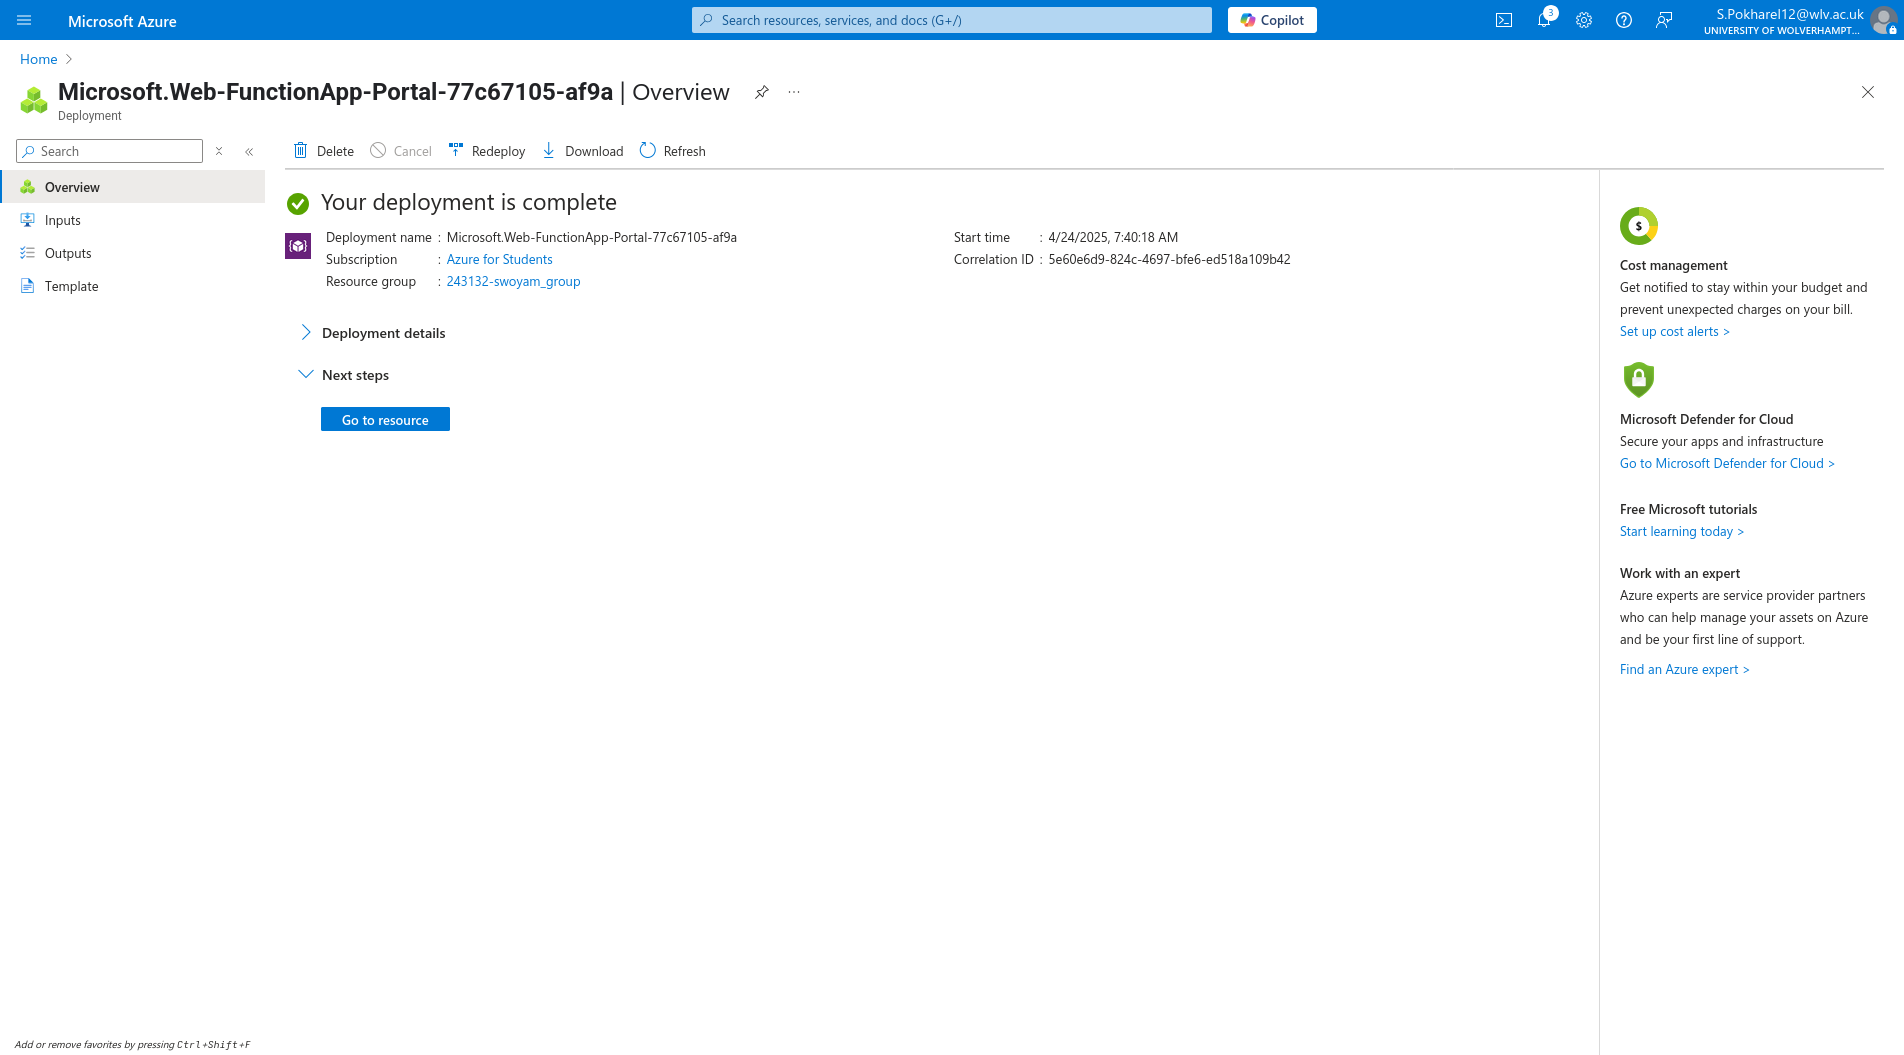 Microsoft Azure
Search resources, services, and docs (G+/)
Copilot
3
S.Pokharel12@wlv.ac.uk
UNIVERSITY OF WOLVERHAMPT...
Home
Microsoft.Web-FunctionApp-Portal-77c67105-af9a | Overview
Deployment
Search
Delete
Cancel
Redeploy
Download
Refresh
Overview
Inputs
Outputs
Template
Your deployment is complete
Deployment name : Microsoft.Web-FunctionApp-Portal-77c67105-af9a
Subscription : Azure for Students
Resource group : 243132-swoyam_group
Start time : 4/24/2025, 7:40:18 AM
Correlation ID : 5e60e6d9-824c-4697-bfe6-ed518a109b42
Deployment details
Next steps
Go to resource
$
Cost management
Get notified to stay within your budget and
prevent unexpected charges on your bill.
Set up cost alerts >
Microsoft Defender for Cloud
Secure your apps and infrastructure
Go to Microsoft Defender for Cloud >
Free Microsoft tutorials
Start learning today >
Work with an expert
Azure experts are service provider partners
who can help manage your assets on Azure
and be your first line of support.
Find an Azure expert >
Add or remove favorites by pressing Ctrl+Shift+F